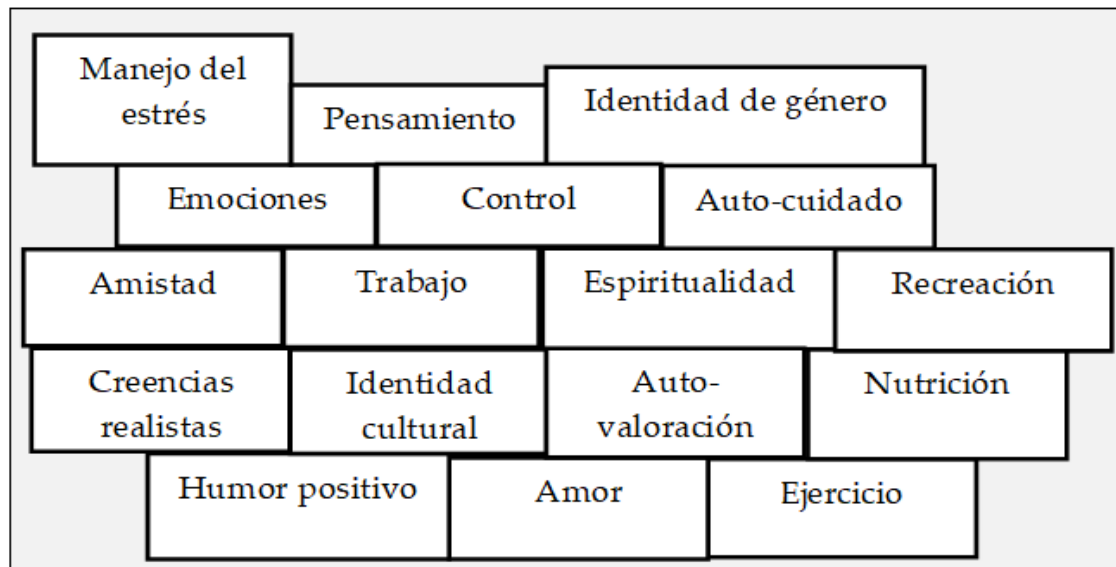 Manejo del
estrés
Pensamiento
Identidad de género
Emociones
Control
Auto-cuidado
Amistad
Trabajo
Espiritualidad
Recreación
Creencias
realistas
Identidad
cultural
Auto-
valoración
Nutrición
Humor positivo
Amor
Ejercicio